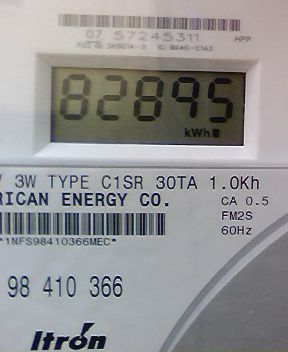 07 57245311 HPP
82895
kWh
V 3W TYPE C1SR 30TA 1.0Kh
RICAN ENERGY CO.
CA 0.5
FM2S
60Hz
*1NFS98410366MEC*
98 410 366
Itron